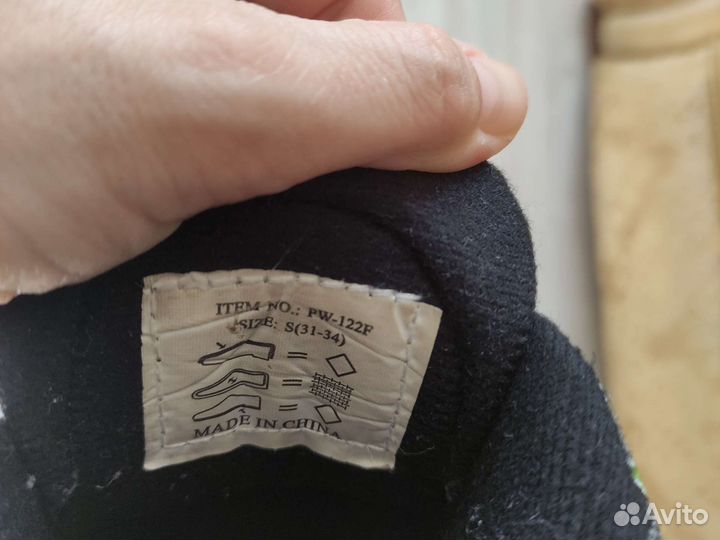 ITEM NO.: PW-122F
SIZE: S(31-34)
MADE IN CHINA
Avito